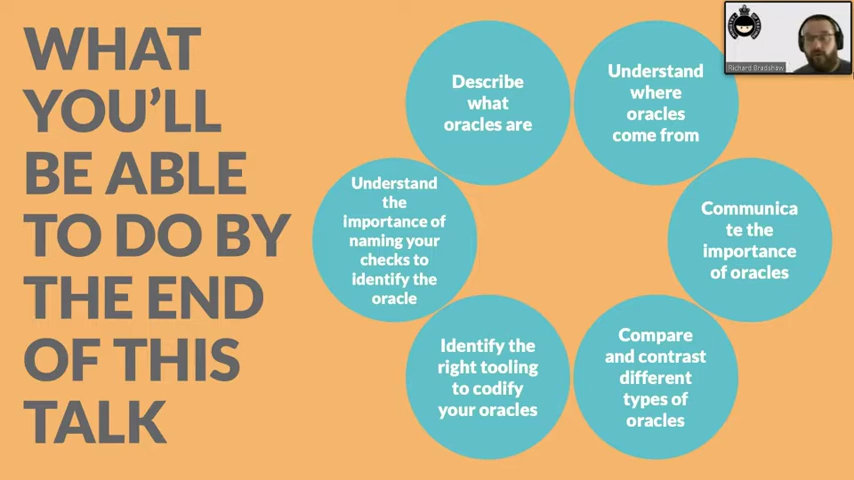 WHAT
YOU'LL
BE ABLE
TO DO BY
THE END
OF THIS
TALK
Describe
what
oracles are
Understand
where
oracles
come from
Communica
te the
importance
of oracles
Compare
and contrast
different
types of
oracles
Identify the
right tooling
to codify
your oracles
Understand
the
importance of
naming your
checks to
identify the
oracle
Richard Bradshaw